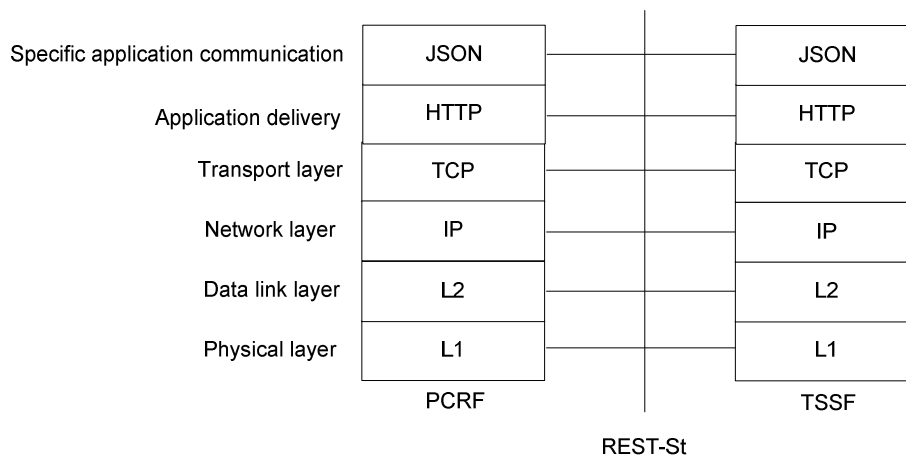 Specific application communication JSON JSON
Application delivery HTTP HTTP
Transport layer TCP TCP
Network layer IP IP
Data link layer L2 L2
Physical layer L1 L1
PCRF TSSF
REST-St